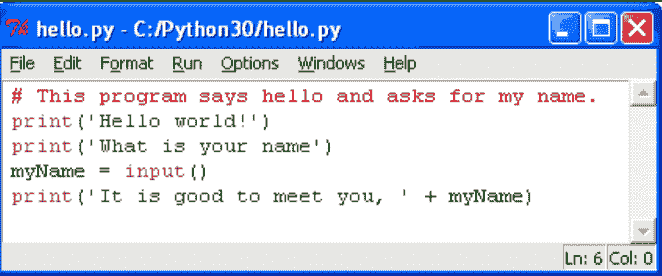 hello.py - C:/Python30/hello.py
File Edit Format Run Options Windows Help
# This program says hello and asks for my name.
print('Hello world!')
print('What is your name')
myName = input()
print('It is good to meet you, ' + myName)
Ln: 6 Col: 0